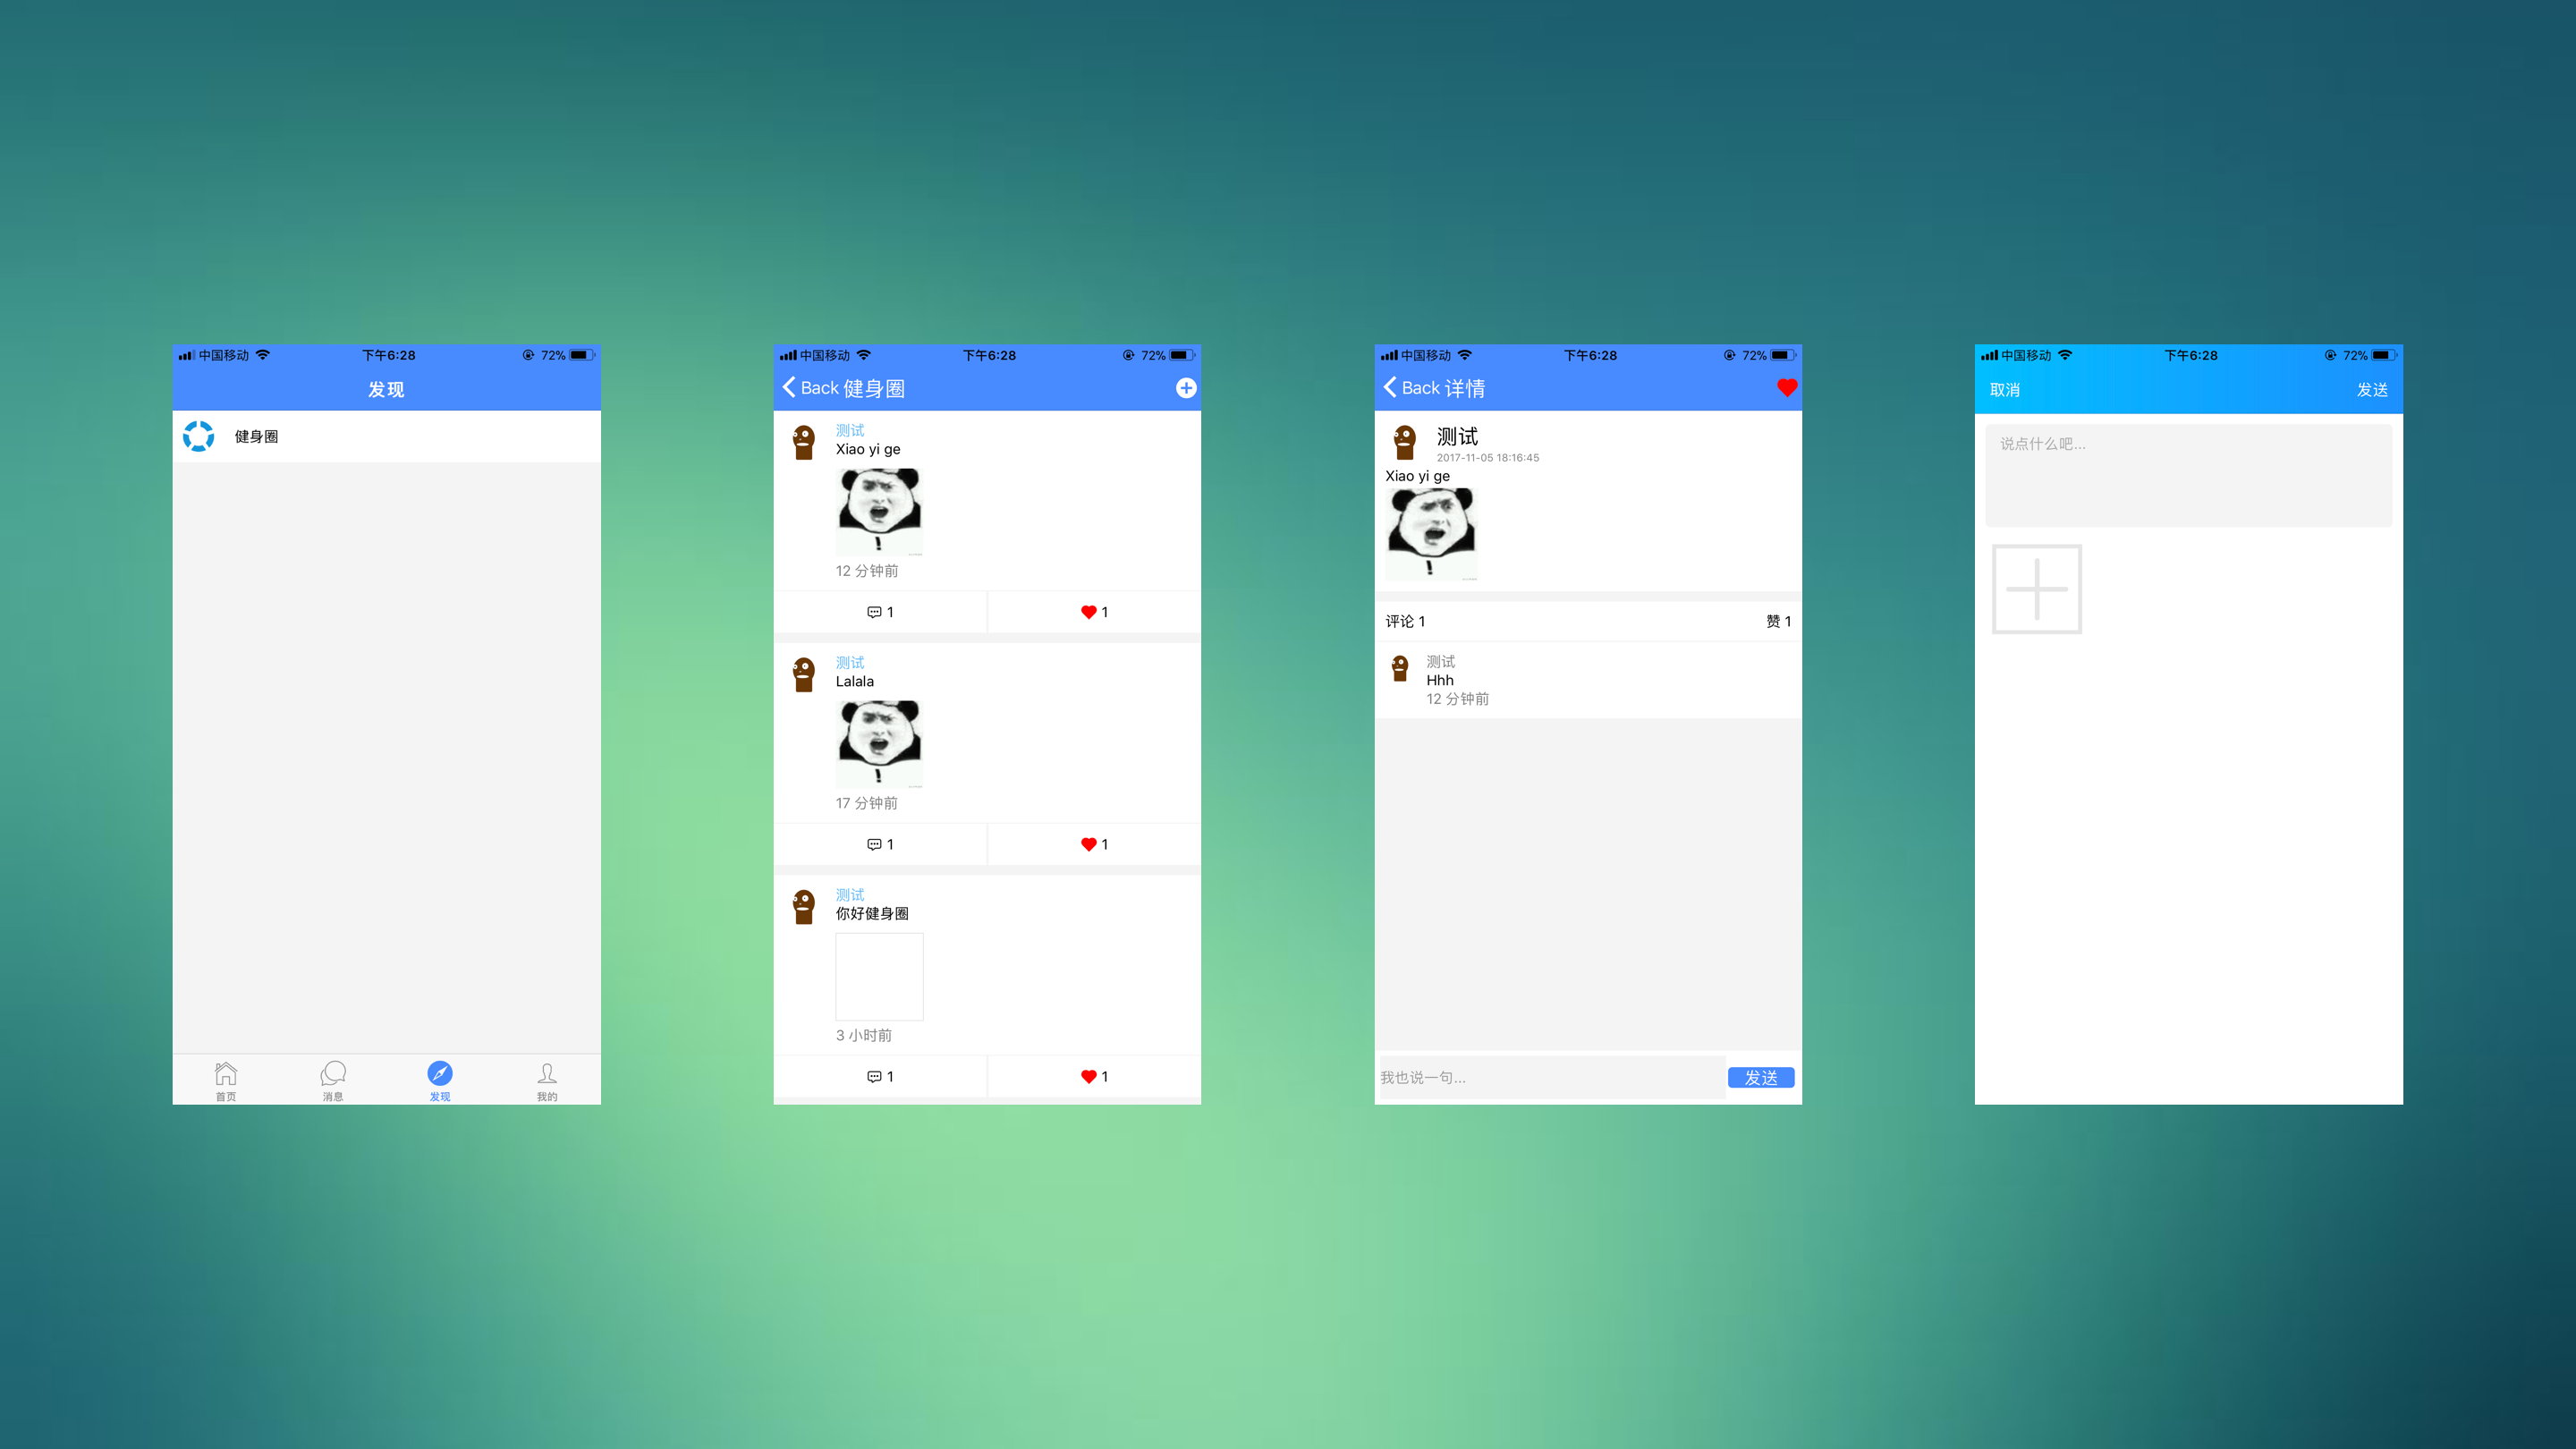 中国移动 下午6:28 72%
发现
健身圈
首页 消息 发现 我的
中国移动 下午6:28 72%
Back 健身圈
测试
Xiao yi ge
!
12 分钟前
1 1
测试
Lalala
!
17 分钟前
1 1
测试
你好健身圈
3 小时前
1 1
中国移动 下午6:28 72%
Back 详情
测试
2017-11-05 18:16:45
Xiao yi ge
!
评论 1 赞 1
测试
Hhh
12 分钟前
我也说一句... 发送
中国移动 下午6:28 72%
取消 发送
说点什么吧...